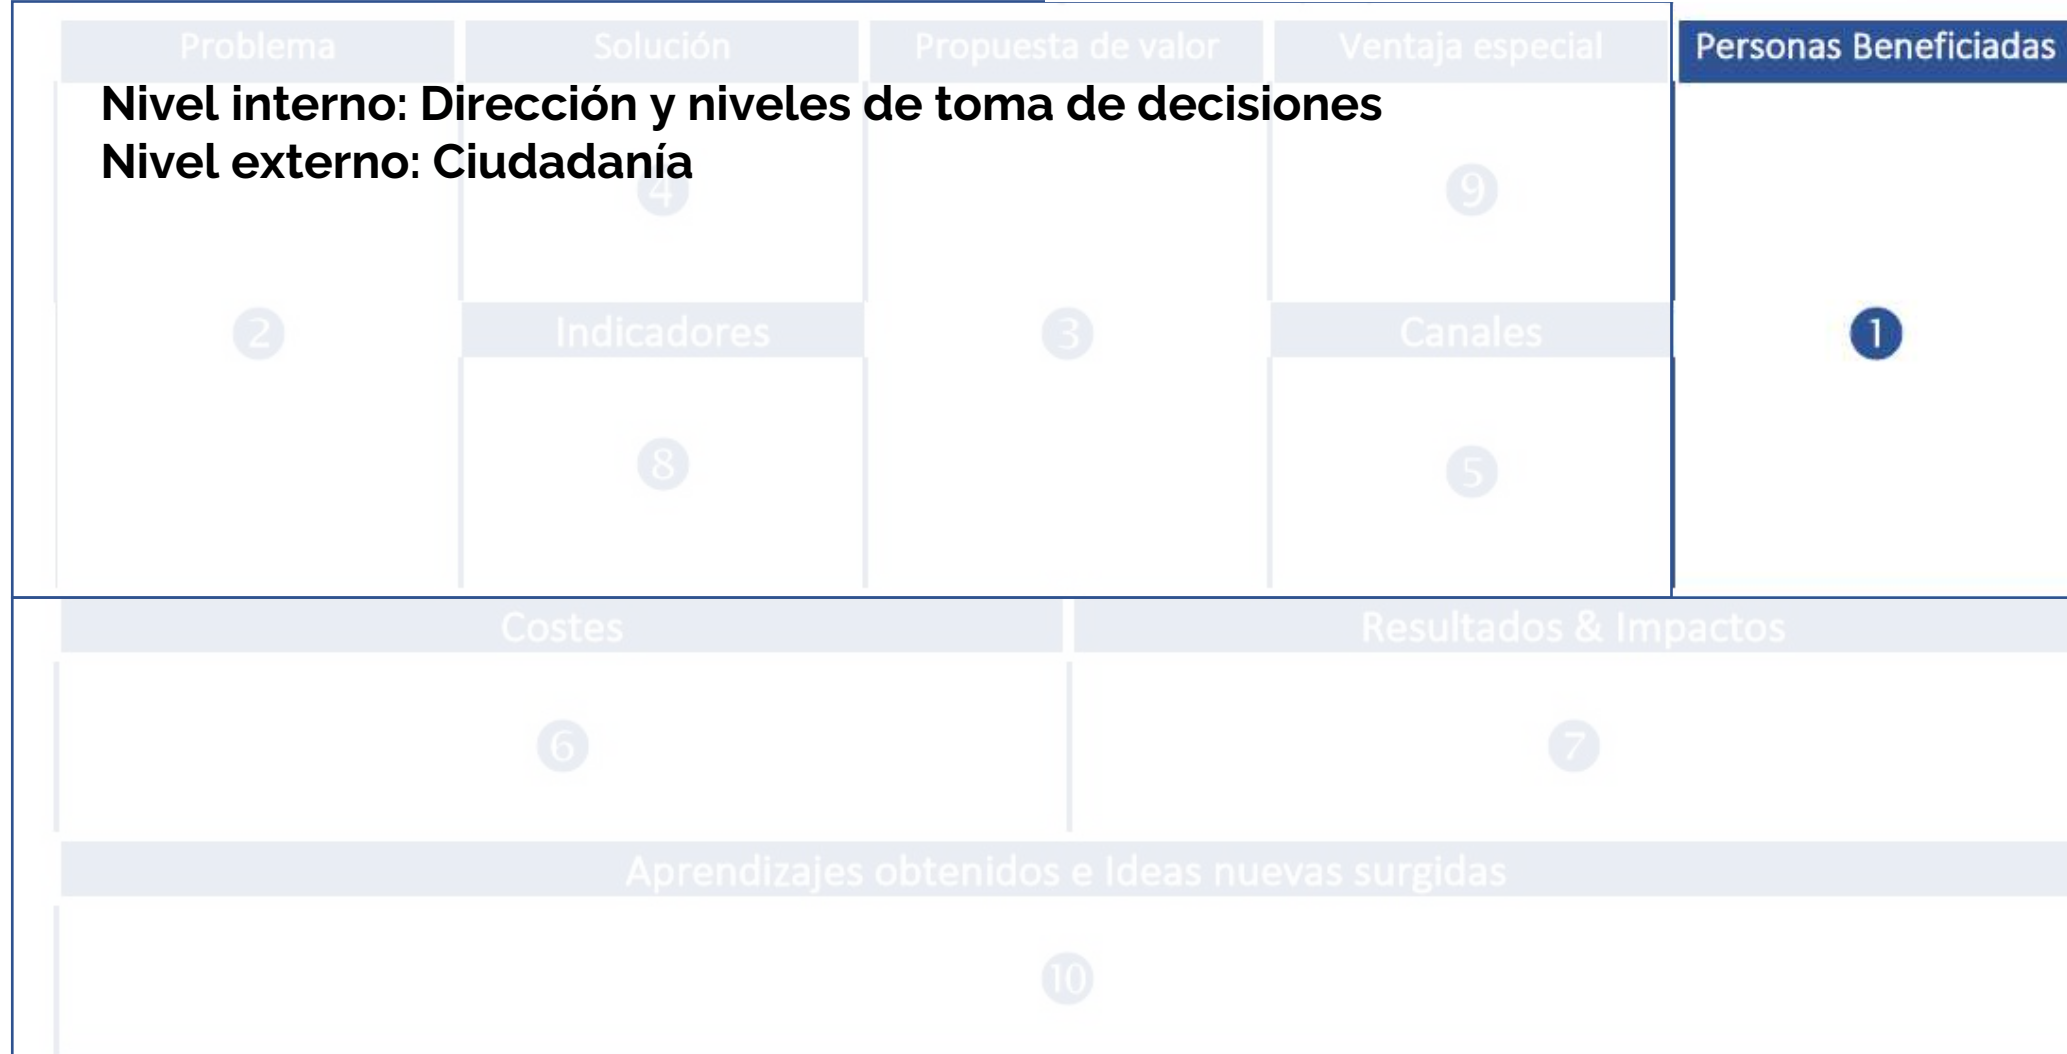 Problema
Solución
Propuesta de valor
Ventaja especial
Personas Beneficiadas
Nivel interno: Dirección y niveles de toma de decisiones
Nivel externo: Ciudadanía
4
9
2
Indicadores
3
Canales
1
8
5
Costes
Resultados & Impactos
6
7
Aprendizajes obtenidos e Ideas nuevas surgidas
10